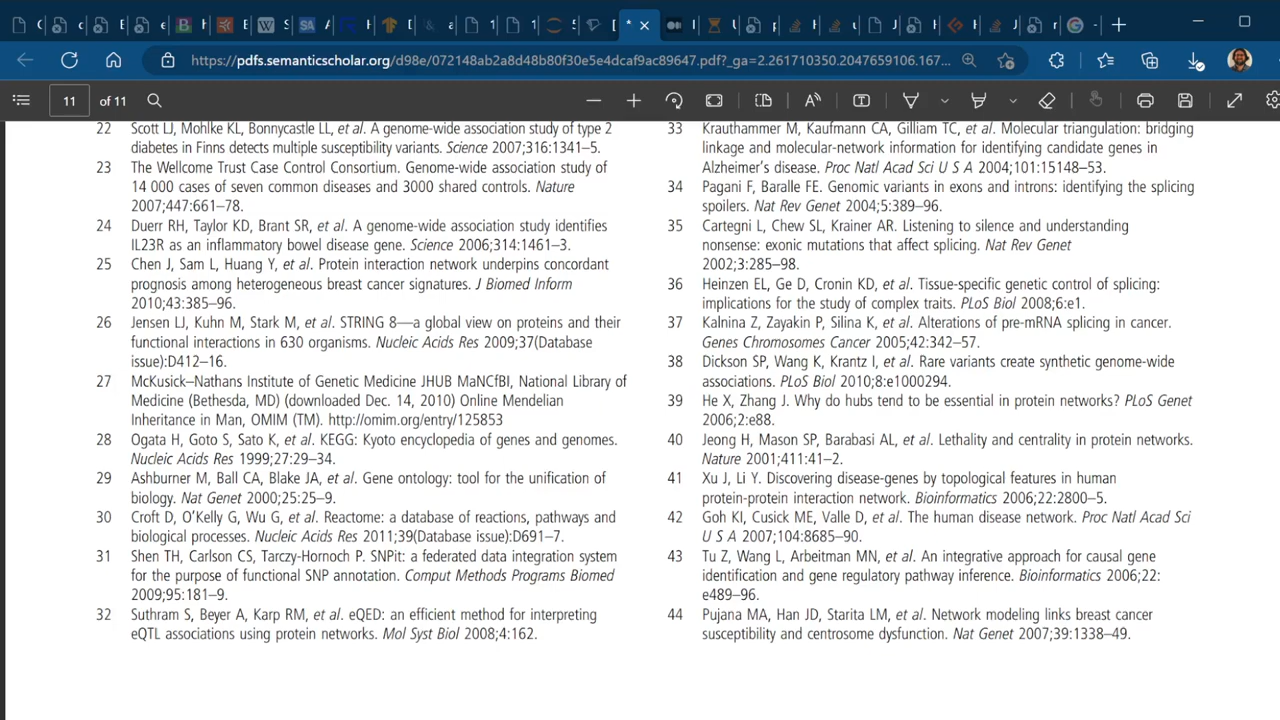 https://pdfs.semanticscholar.org/d98e/072148ab2a8d48b80f30e5e4dcaf9ac89647.pdf?_ga=2.261710350.2047659106.167...
11 of 11
22 Scott LJ, Mohlke KL, Bonnycastle LL, et al. A genome-wide association study of type 2
diabetes in Finns detects multiple susceptibility variants. Science 2007;316:1341–5.
23 The Wellcome Trust Case Control Consortium. Genome-wide association study of
14 000 cases of seven common diseases and 3000 shared controls. Nature
2007;447:661–78.
24 Duerr RH, Taylor KD, Brant SR, et al. A genome-wide association study identifies
IL23R as an inflammatory bowel disease gene. Science 2006;314:1461–3.
25 Chen J, Sam L, Huang Y, et al. Protein interaction network underpins concordant
prognosis among heterogeneous breast cancer signatures. J Biomed Inform
2010;43:385–96.
26 Jensen LJ, Kuhn M, Stark M, et al. STRING 8—a global view on proteins and their
functional interactions in 630 organisms. Nucleic Acids Res 2009;37(Database
issue):D412–16.
27 McKusick–Nathans Institute of Genetic Medicine JHUB MaNCfBI, National Library of
Medicine (Bethesda, MD) (downloaded Dec. 14, 2010) Online Mendelian
Inheritance in Man, OMIM (TM). http://omim.org/entry/125853
28 Ogata H, Goto S, Sato K, et al. KEGG: Kyoto encyclopedia of genes and genomes.
Nucleic Acids Res 1999;27:29–34.
29 Ashburner M, Ball CA, Blake JA, et al. Gene ontology: tool for the unification of
biology. Nat Genet 2000;25:25–9.
30 Croft D, O'Kelly G, Wu G, et al. Reactome: a database of reactions, pathways and
biological processes. Nucleic Acids Res 2011;39(Database issue):D691–7.
31 Shen TH, Carlson CS, Tarczy-Hornoch P. SNPit: a federated data integration system
for the purpose of functional SNP annotation. Comput Methods Programs Biomed
2009;95:181–9.
32 Suthram S, Beyer A, Karp RM, et al. eQED: an efficient method for interpreting
eQTL associations using protein networks. Mol Syst Biol 2008;4:162.
33 Krauthammer M, Kaufmann CA, Gilliam TC, et al. Molecular triangulation: bridging
linkage and molecular-network information for identifying candidate genes in
Alzheimer's disease. Proc Natl Acad Sci U S A 2004;101:15148–53.
34 Pagani F, Baralle FE. Genomic variants in exons and introns: identifying the splicing
spoilers. Nat Rev Genet 2004;5:389–96.
35 Cartegni L, Chew SL, Krainer AR. Listening to silence and understanding
nonsense: exonic mutations that affect splicing. Nat Rev Genet
2002;3:285–98.
36 Heinzen EL, Ge D, Cronin KD, et al. Tissue-specific genetic control of splicing:
implications for the study of complex traits. PLoS Biol 2008;6:e1.
37 Kalnina Z, Zayakin P, Silina K, et al. Alterations of pre-mRNA splicing in cancer.
Genes Chromosomes Cancer 2005;42:342–57.
38 Dickson SP, Wang K, Krantz I, et al. Rare variants create synthetic genome-wide
associations. PLoS Biol 2010;8:e1000294.
39 He X, Zhang J. Why do hubs tend to be essential in protein networks? PLoS Genet
2006;2:e88.
40 Jeong H, Mason SP, Barabasi AL, et al. Lethality and centrality in protein networks.
Nature 2001;411:41–2.
41 Xu J, Li Y. Discovering disease-genes by topological features in human
protein-protein interaction network. Bioinformatics 2006;22:2800–5.
42 Goh KI, Cusick ME, Valle D, et al. The human disease network. Proc Natl Acad Sci
U S A 2007;104:8685–90.
43 Tu Z, Wang L, Arbeitman MN, et al. An integrative approach for causal gene
identification and gene regulatory pathway inference. Bioinformatics 2006;22:
e489–96.
44 Pujana MA, Han JD, Starita LM, et al. Network modeling links breast cancer
susceptibility and centrosome dysfunction. Nat Genet 2007;39:1338–49.